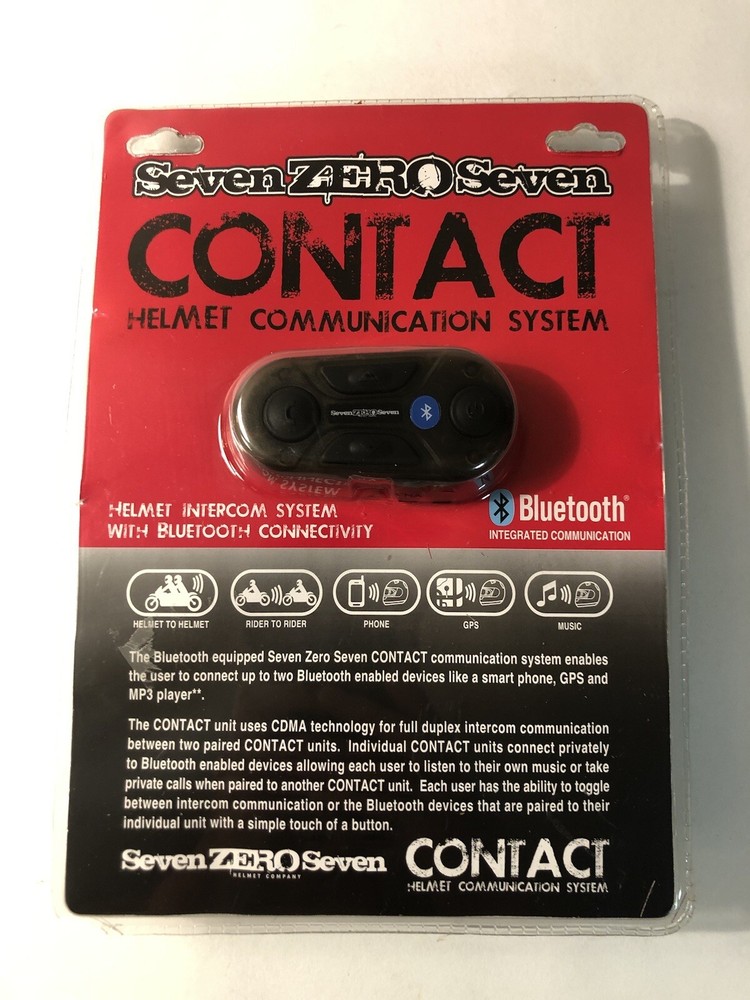 Seven ZERO Seven
CONTACT
HELMET COMMUNICATION SYSTEM
Seven ZERO Seven
HELMET INTERCOM SYSTEM
WITH BLUETOOTH CONNECTIVITY
Bluetooth®
INTEGRATED COMMUNICATION
HELMET TO HELMET
RIDER TO RIDER
PHONE
GPS
MUSIC
The Bluetooth equipped Seven Zero Seven CONTACT communication system enables
the user to connect up to two Bluetooth enabled devices like a smart phone, GPS and
MP3 player**.
The CONTACT unit uses CDMA technology for full duplex intercom communication
between two paired CONTACT units. Individual CONTACT units connect privately
to Bluetooth enabled devices allowing each user to listen to their own music or take
private calls when paired to another CONTACT unit. Each user has the ability to toggle
between intercom communication or the Bluetooth devices that are paired to their
individual unit with a simple touch of a button.
Seven ZERO Seven
HELMET COMPANY
CONTACT
HELMET COMMUNICATION SYSTEM